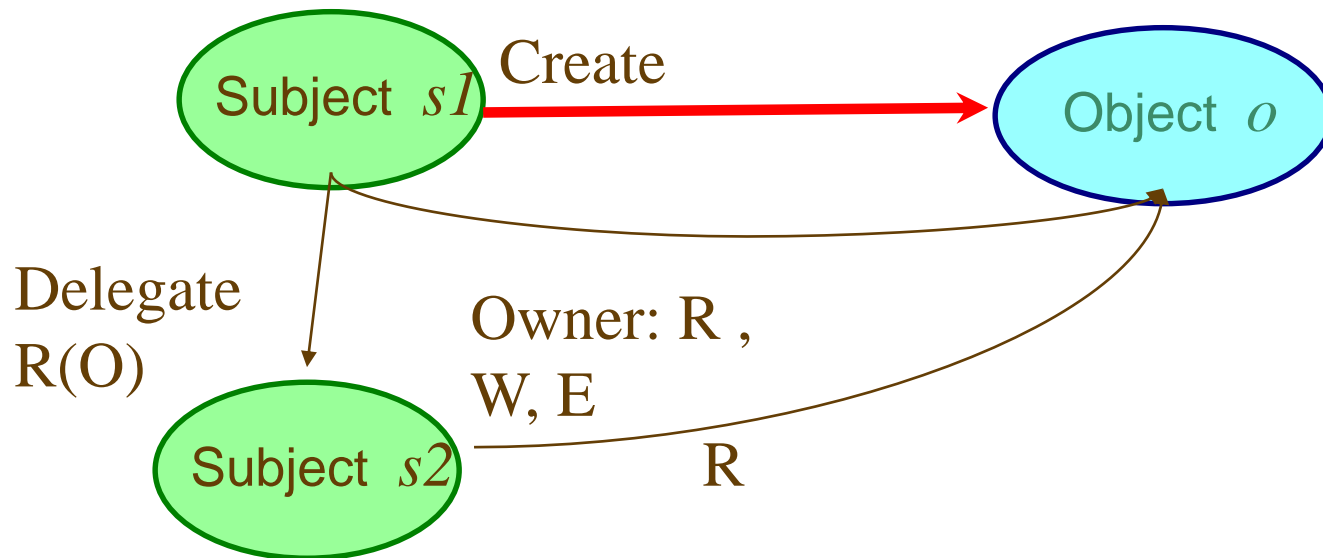 Subject s1
Create
Object o
Delegate
R(O)
Owner: R ,
W, E
Subject s2
R